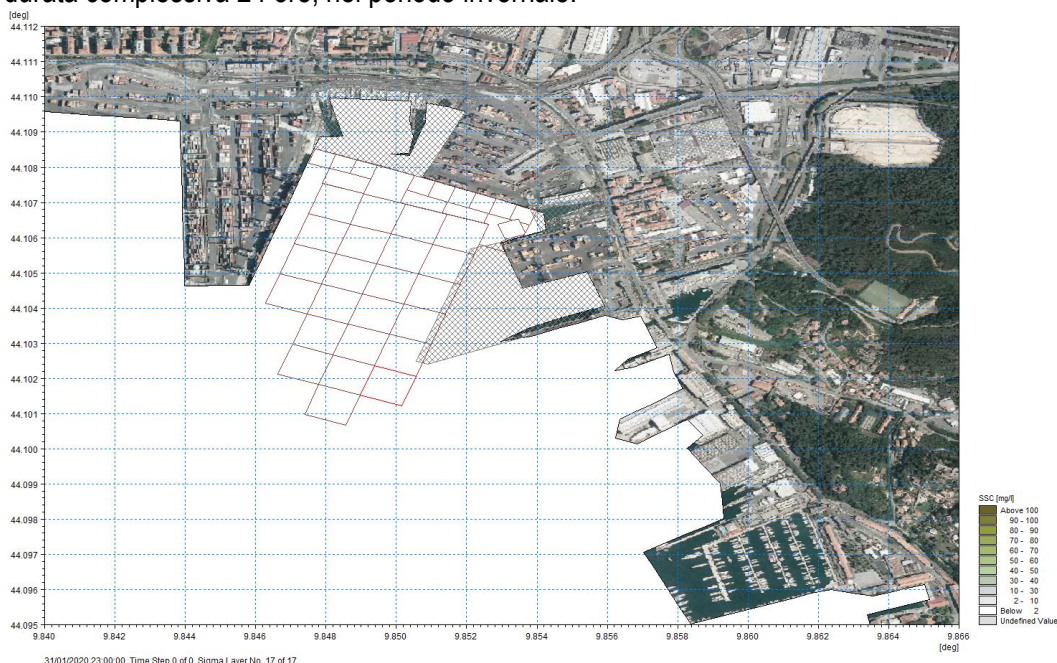 durata complessiva 24 ore, nel periodo invernale.
[deg]
44.112
44.111
44.110
44.109
44.108
44.107
44.106
44.105
44.104
44.103
44.102
44.101
44.100
44.099
44.098
44.097
44.096
44.095
SSC [mg/l]
Above 100
90 - 100
80 - 90
70 - 80
60 - 70
50 - 60
40 - 50
30 - 40
10 - 30
2 - 10
Below 2
Undefined Value
9.840 9.842 9.844 9.846 9.848 9.850 9.852 9.854 9.856 9.858 9.860 9.862 9.864 9.866
[deg]
31/01/2020 23:00:00 Time Step 0 of 0. Sigma Layer No. 17 of 17